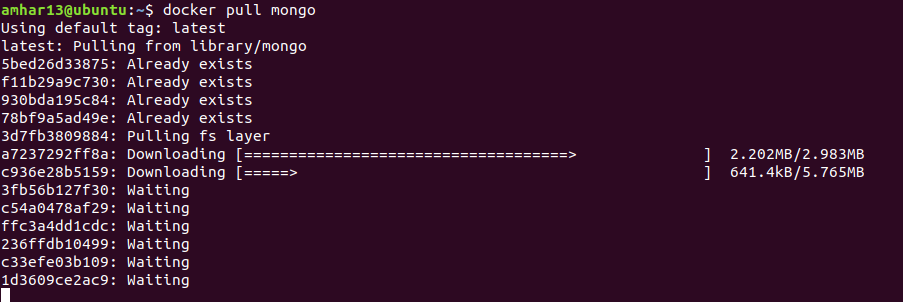 amhar13@ubuntu:~$ docker pull mongo
Using default tag: latest
latest: Pulling from library/mongo
5bed26d33875: Already exists
f11b29a9c730: Already exists
930bda195c84: Already exists
78bf9a5ad49e: Already exists
3d7fb3809884: Pulling fs layer
a7237292ff8a: Downloading [====================================>              ]  2.202MB/2.983MB
c936e28b5159: Downloading [=====>                                             ]  641.4kB/5.765MB
3fb56b127f30: Waiting
c54a0478af29: Waiting
ffc3a4dd1cdc: Waiting
236ffdb10499: Waiting
c33efe03b109: Waiting
1d3609ce2ac9: Waiting